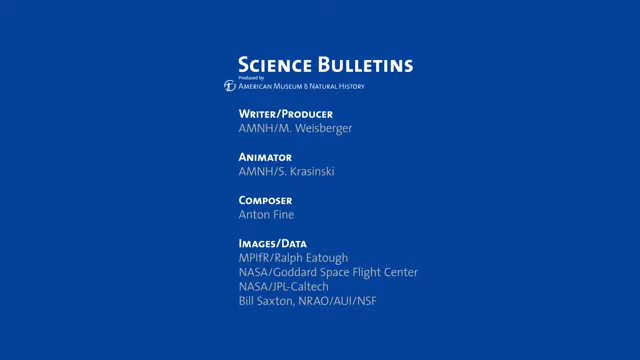 SCIENCE BULLETINS
Produced by
AMERICAN MUSEUM & NATURAL HISTORY
WRITER/PRODUCER
AMNH/M. Weisberger
ANIMATOR
AMNH/S. Krasinski
COMPOSER
Anton Fine
IMAGES/DATA
MPIfR/Ralph Eatough
NASA/Goddard Space Flight Center
NASA/JPL-Caltech
Bill Saxton, NRAO/AUI/NSF